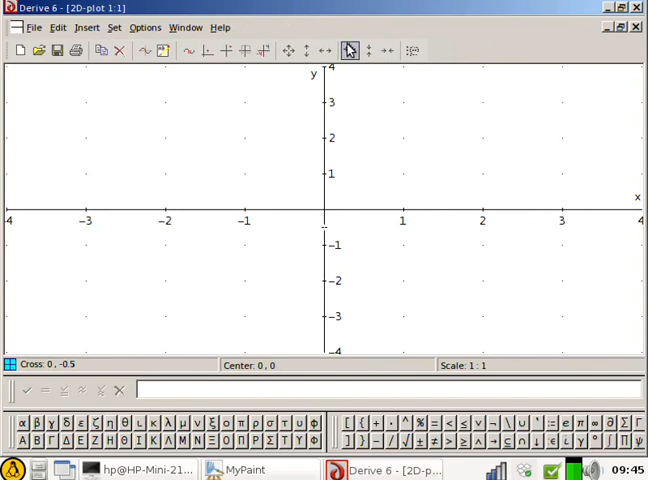 Derive 6 - [2D-plot 1:1]
File Edit Insert Set Options Window Help
y
4
3
2
1
x
-4 -3 -2 -1 1 2 3 4
-1
-2
-3
-4
Cross: 0, -0.5 Center: 0, 0 Scale: 1 : 1
α β γ δ ε ζ η θ ι κ λ μ ν ξ ο π ρ σ τ υ φ [ { + · ^ % = < ≤ ∨ ¬ \ ∪ ‛ := e π ∞ ∂ Σ Γ
Α Β Γ Δ Ε Ζ Η Θ Ι Κ Λ Μ Ν Ξ Ο Π Ρ Σ Τ Υ Φ ] } − / √ ± ≠ > ≥ ∧ → ⊂ ∩
hp@HP-Mini-21... MyPaint Derive 6 - [2D-p... 09:45